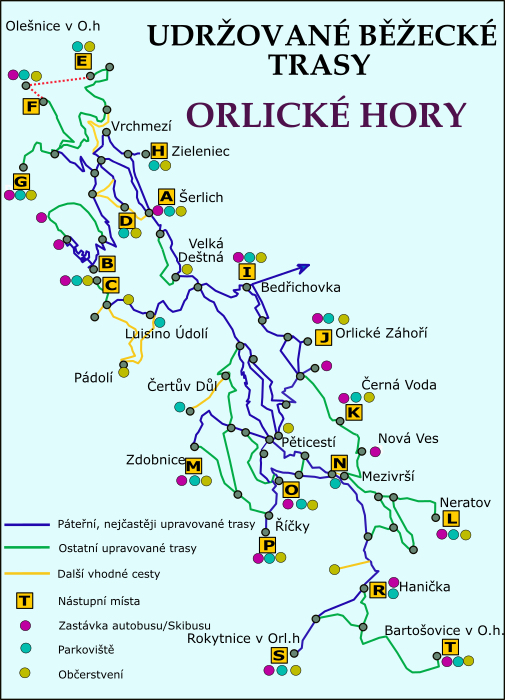 UDRŽOVANÉ BĚŽECKÉ
TRASY
ORLICKÉ HORY
Olešnice v O.h
E
F
Vrchmezí
H Zieleniec
G
A Šerlich
D
Velká
Deštná
B
I
C
Bedřichovka
Luisino Údolí
J Orlické Záhoří
Pádolí
Čertův Důl
Černá Voda
K
Pěticestí
Nová Ves
Zdobnice
M
N
Mezivrší
O
Neratov
L
Říčky
P
R Hanička
Rokytnice v Orl.h
S
Bartošovice v O.h.
T
Páteřní, nejčastěji upravované trasy
Ostatní upravované trasy
Další vhodné cesty
T Nástupní místa
Zastávka autobusu/Skibusu
Parkoviště
Občerstvení